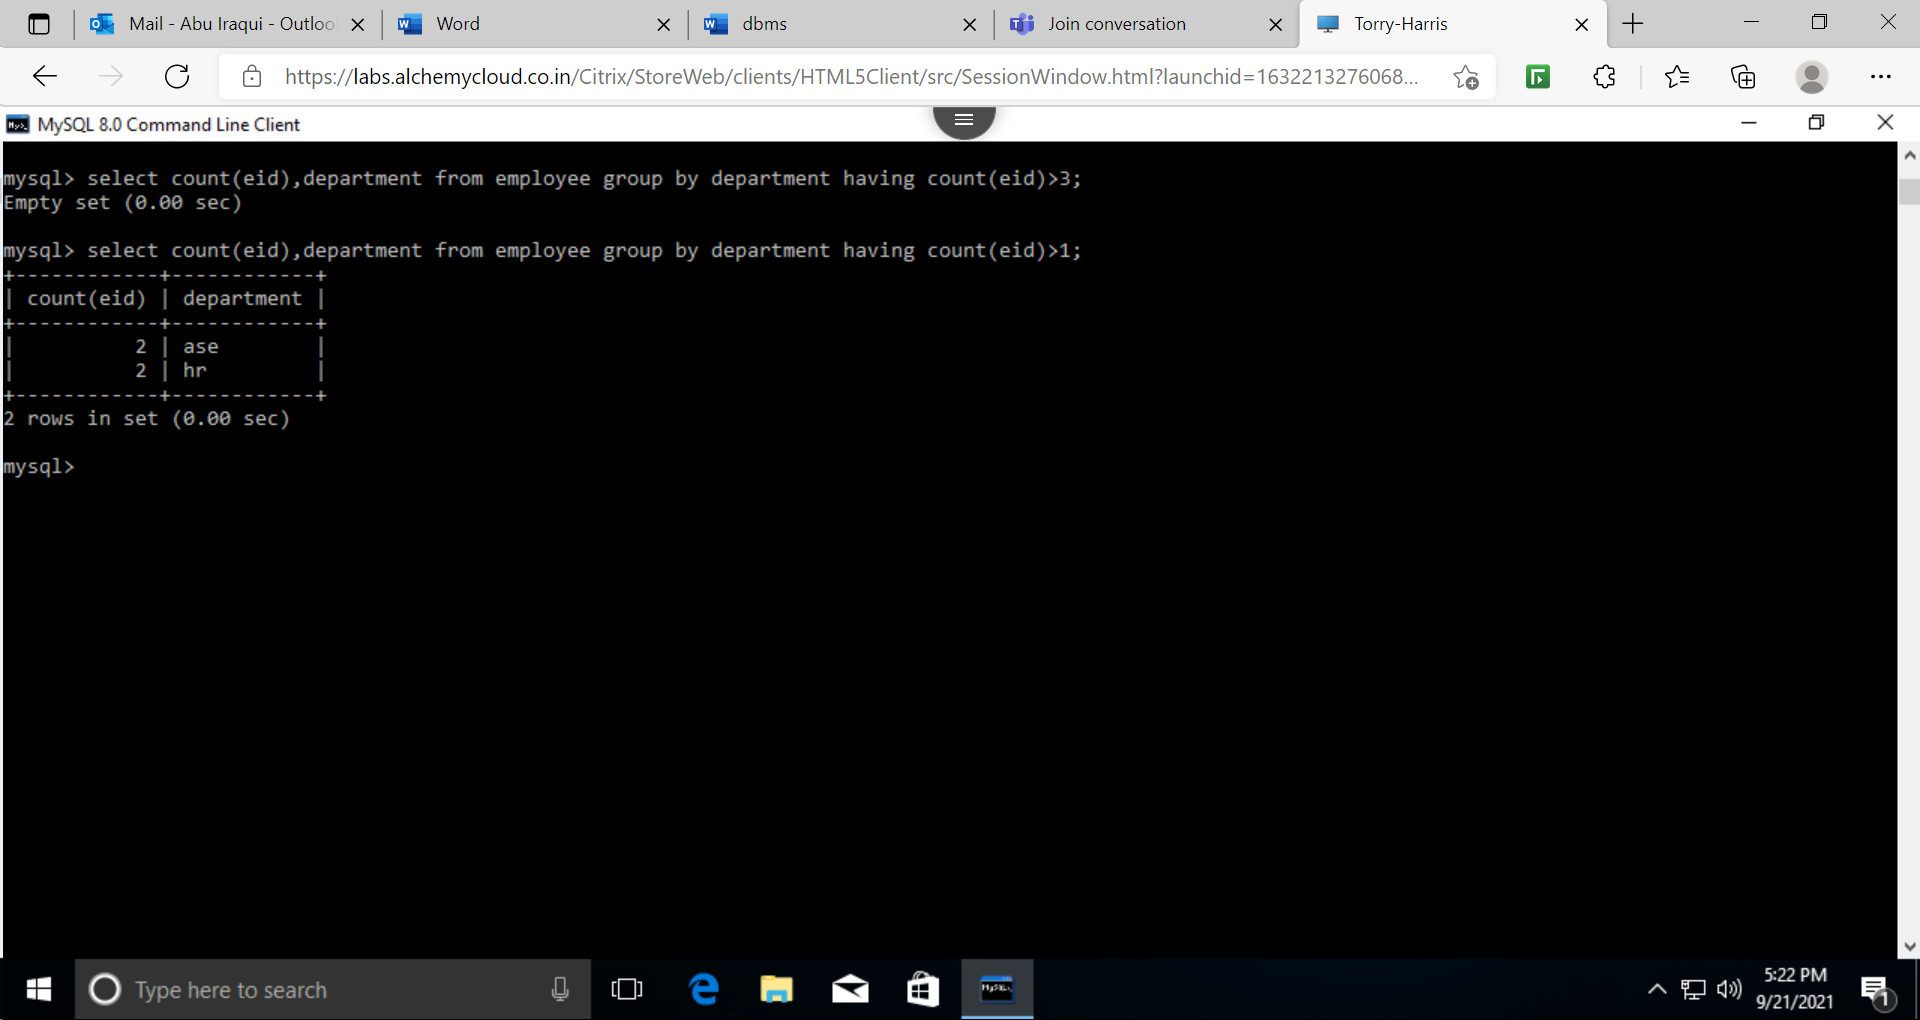 Mail - Abu Iraqui - Outloo
Word
dbms
Join conversation
Torry-Harris
https://labs.alchemycloud.co.in/Citrix/StoreWeb/clients/HTML5Client/src/SessionWindow.html?launchid=1632213276068...
MySQL 8.0 Command Line Client
mysql> select count(eid),department from employee group by department having count(eid)>3;
Empty set (0.00 sec)
mysql> select count(eid),department from employee group by department having count(eid)>1;
+------------+------------+
| count(eid) | department |
+------------+------------+
|          2 | ase        |
|          2 | hr         |
+------------+------------+
2 rows in set (0.00 sec)
mysql>
Type here to search
5:22 PM
9/21/2021
1